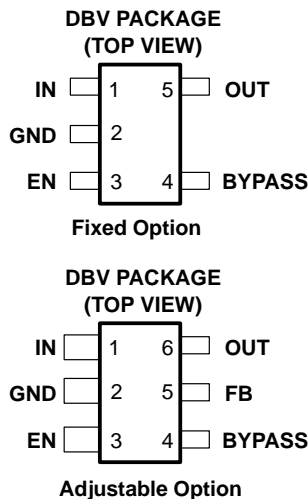 DBV PACKAGE
(TOP VIEW)
IN 1 5 OUT
GND 2
EN 3 4 BYPASS
Fixed Option
DBV PACKAGE
(TOP VIEW)
IN 1 6 OUT
GND 2 5 FB
EN 3 4 BYPASS
Adjustable Option